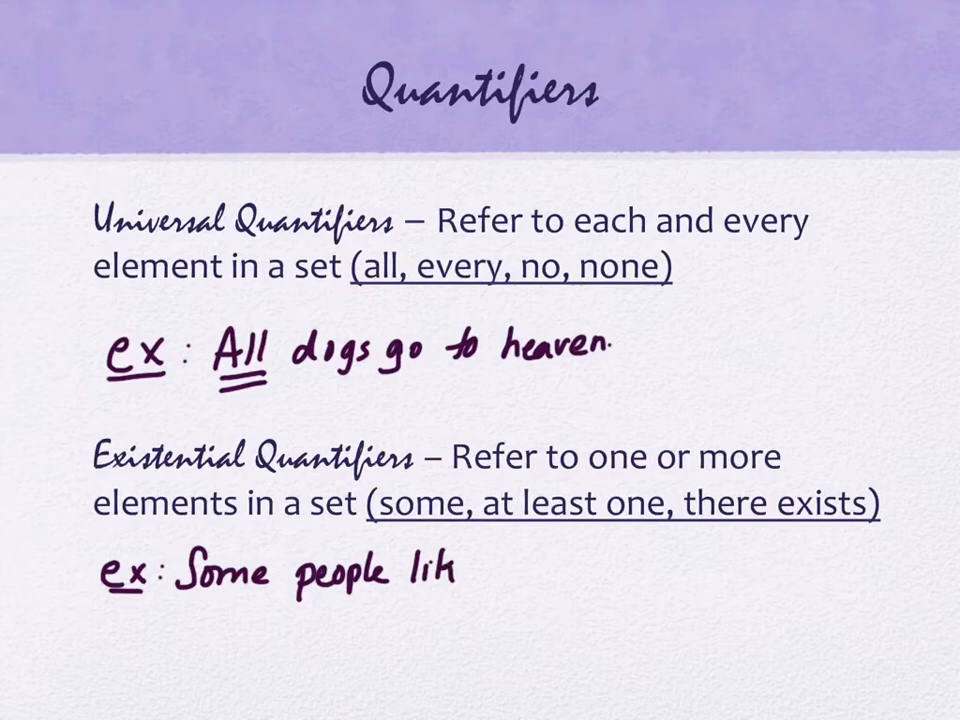 Quantifiers
Universal Quantifiers – Refer to each and every
element in a set (all, every, no, none)
ex: All dogs go to heaven.
Existential Quantifiers – Refer to one or more
elements in a set (some, at least one, there exists)
ex: Some people lik